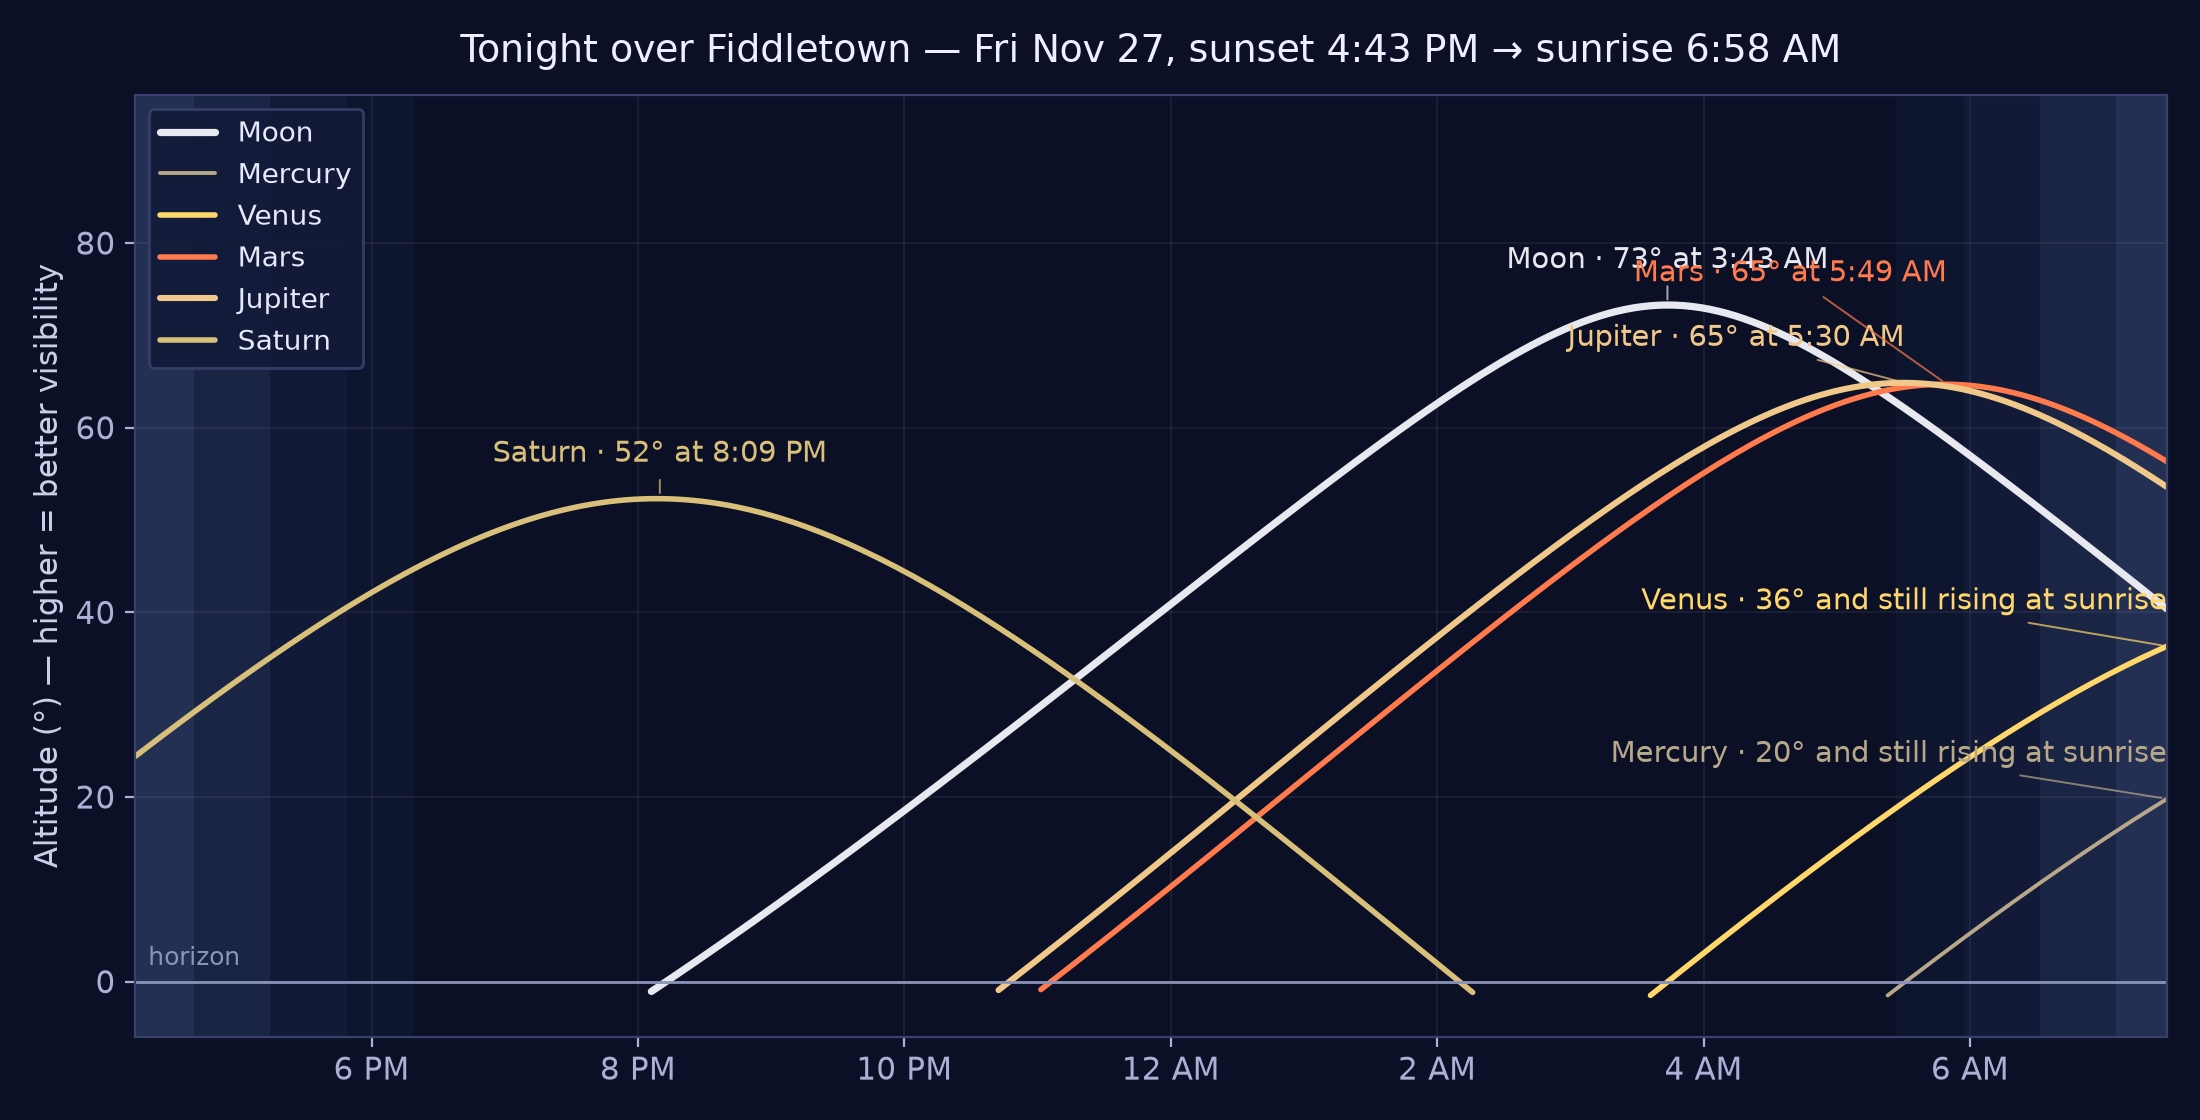 Tonight over Fiddletown — Fri Nov 27, sunset 4:43 PM → sunrise 6:58 AM
Altitude (°) — higher = better visibility
Moon
Mercury
Venus
Mars
Jupiter
Saturn
80
60
40
20
0
Moon · 73° at 3:43 AM
Mars · 65° at 5:49 AM
Jupiter · 65° at 5:30 AM
Saturn · 52° at 8:09 PM
Venus · 36° and still rising at sunrise
Mercury · 20° and still rising at sunrise
horizon
6 PM
8 PM
10 PM
12 AM
2 AM
4 AM
6 AM